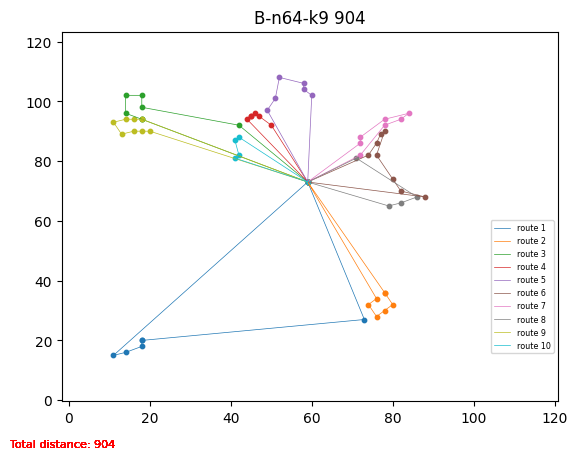 B-n64-k9 904
120
100
80
60
40
20
0
0 20 40 60 80 100 120
route 1
route 2
route 3
route 4
route 5
route 6
route 7
route 8
route 9
route 10
Total distance: 904